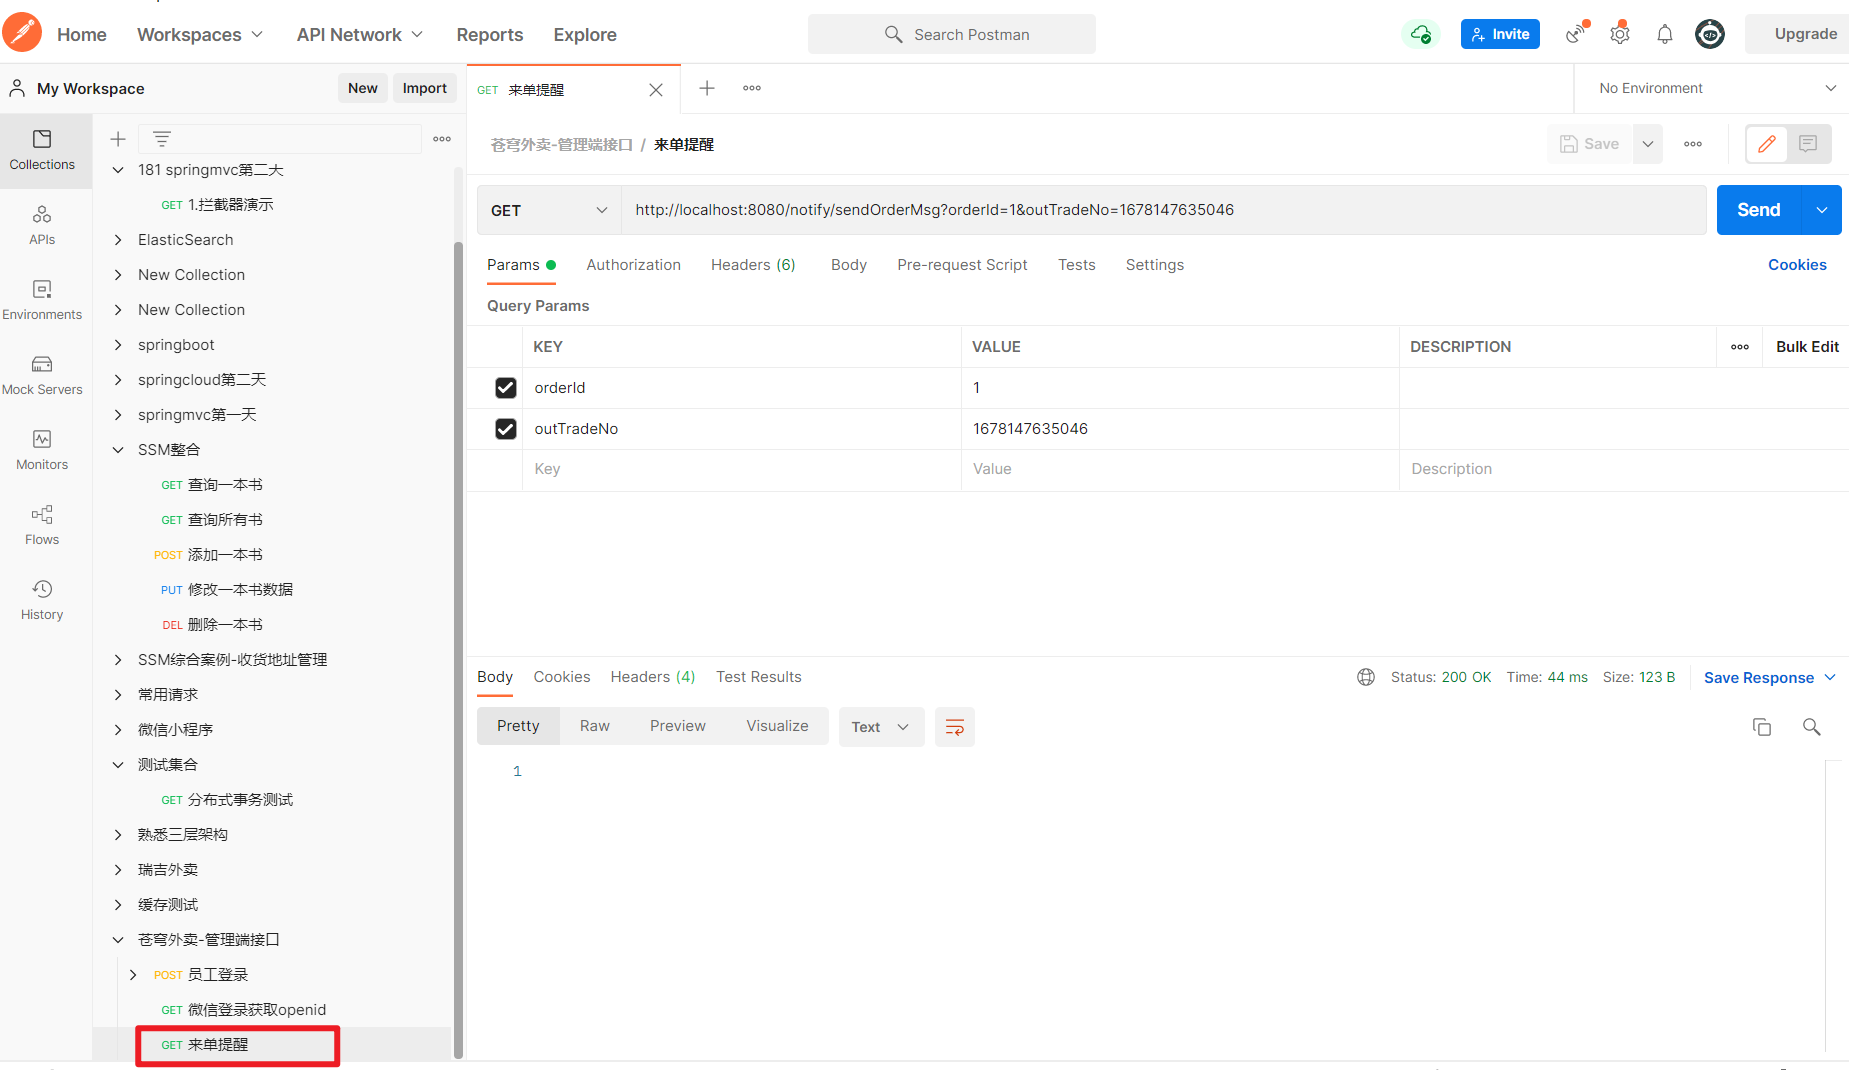 Home Workspaces API Network Reports Explore Search Postman Invite Upgrade
My Workspace New Import GET 来单提醒 No Environment
Collections
APIs
Environments
Mock Servers
Monitors
Flows
History
181 springmvc第二天
GET 1.拦截器演示
ElasticSearch
New Collection
New Collection
springboot
springcloud第二天
springmvc第一天
SSM整合
GET 查询一本书
GET 查询所有书
POST 添加一本书
PUT 修改一本书数据
DEL 删除一本书
SSM综合案例-收货地址管理
常用请求
微信小程序
测试集合
GET 分布式事务测试
熟悉三层架构
瑞吉外卖
缓存测试
苍穹外卖-管理端接口
POST 员工登录
GET 微信登录获取openid
GET 来单提醒
苍穹外卖-管理端接口 / 来单提醒 Save
GET http://localhost:8080/notify/sendOrderMsg?orderId=1&outTradeNo=1678147635046 Send
Params Authorization Headers (6) Body Pre-request Script Tests Settings Cookies
Query Params
KEY VALUE DESCRIPTION Bulk Edit
orderId 1
outTradeNo 1678147635046
Key Value Description
Body Cookies Headers (4) Test Results Status: 200 OK Time: 44 ms Size: 123 B Save Response
Pretty Raw Preview Visualize Text
1